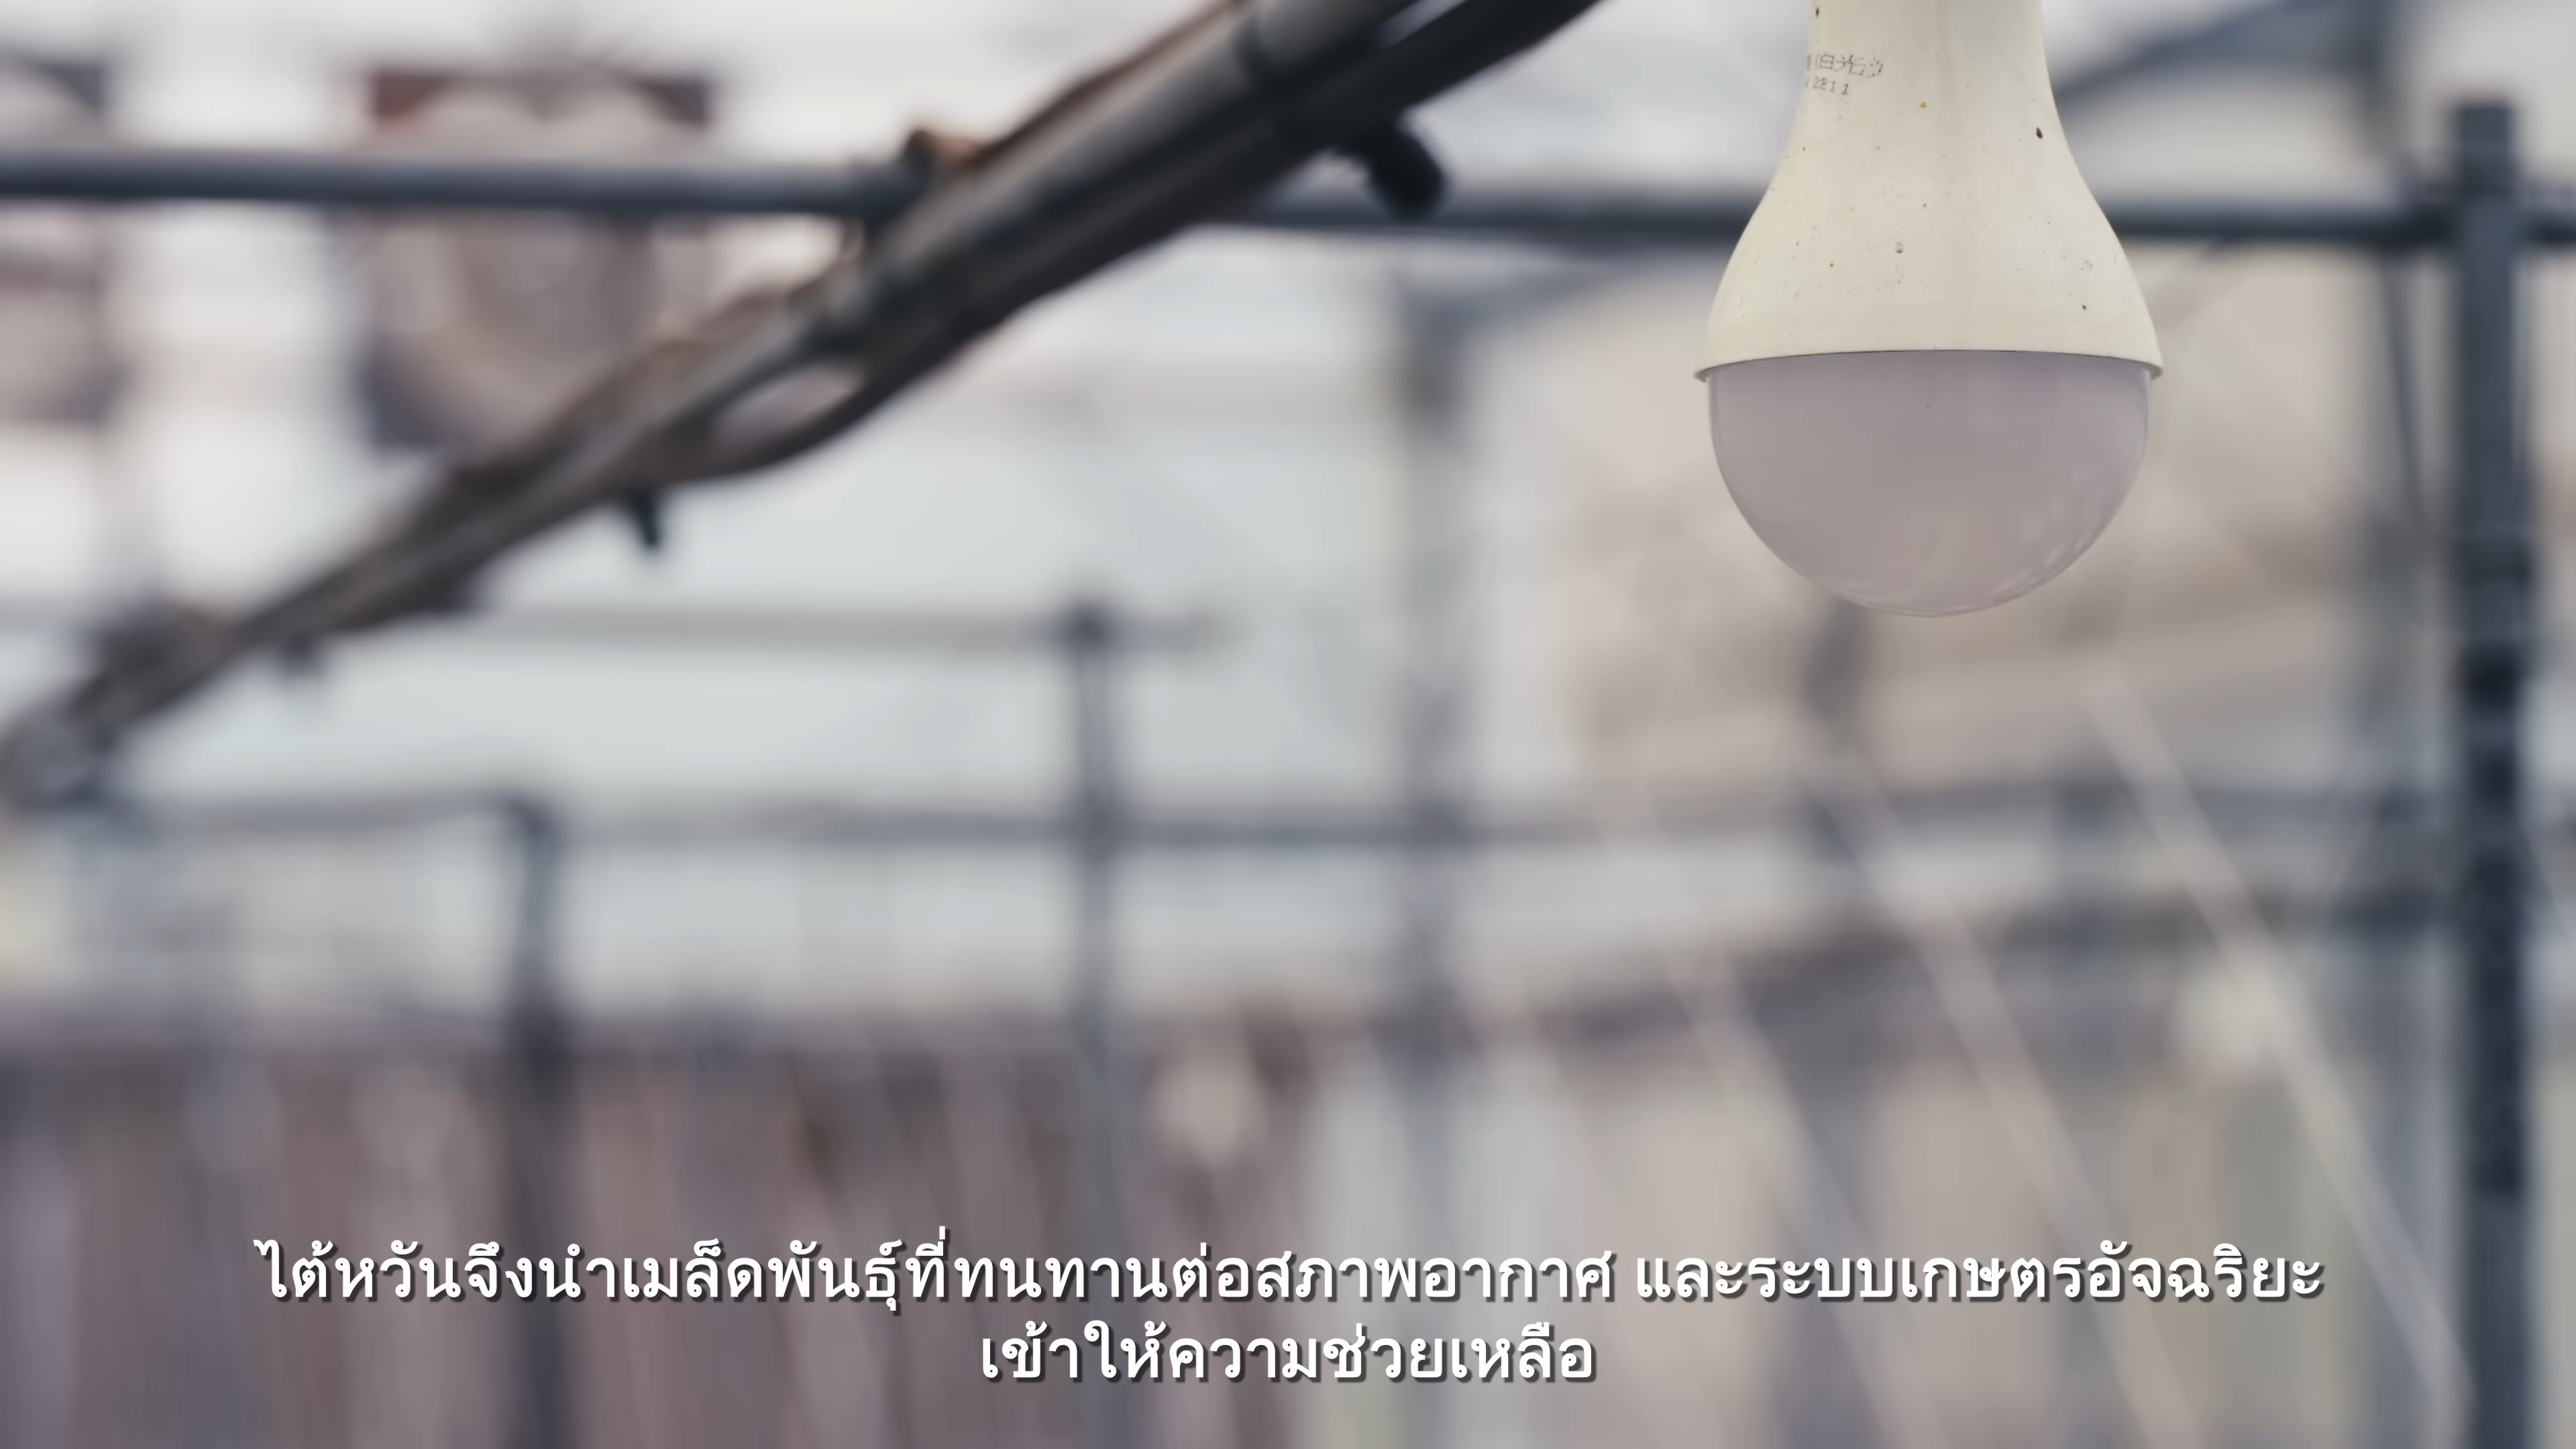 (白光)
2211
ไต้หวันจึงนำเมล็ดพันธุ์ที่ทนทานต่อสภาพอากาศ และระบบเกษตรอัจฉริยะ
เข้าให้ความช่วยเหลือ